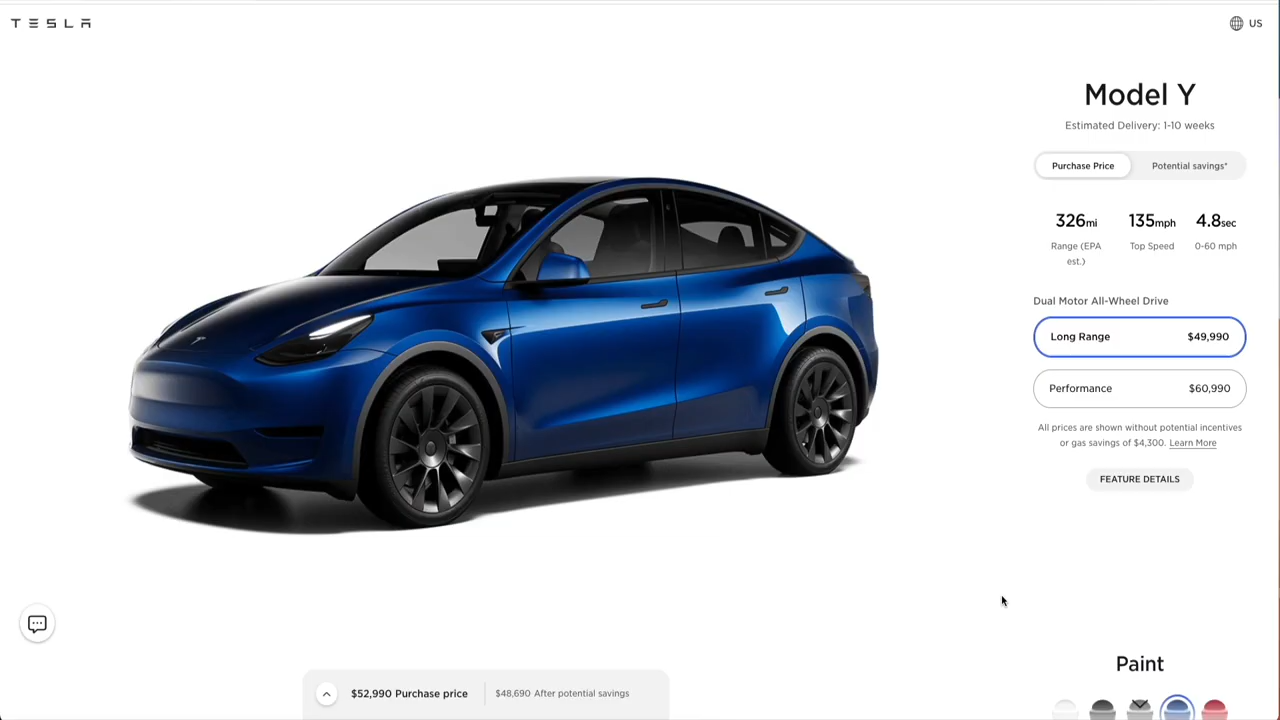 TESLA
US
Model Y
Estimated Delivery: 1-10 weeks
Purchase Price
Potential savings*
326mi
135mph
4.8sec
Range (EPA
est.)
Top Speed
0-60 mph
Dual Motor All-Wheel Drive
Long Range $49,990
Performance $60,990
All prices are shown without potential incentives
or gas savings of $4,300. Learn More
FEATURE DETAILS
Paint
$52,990 Purchase price
$48,690 After potential savings